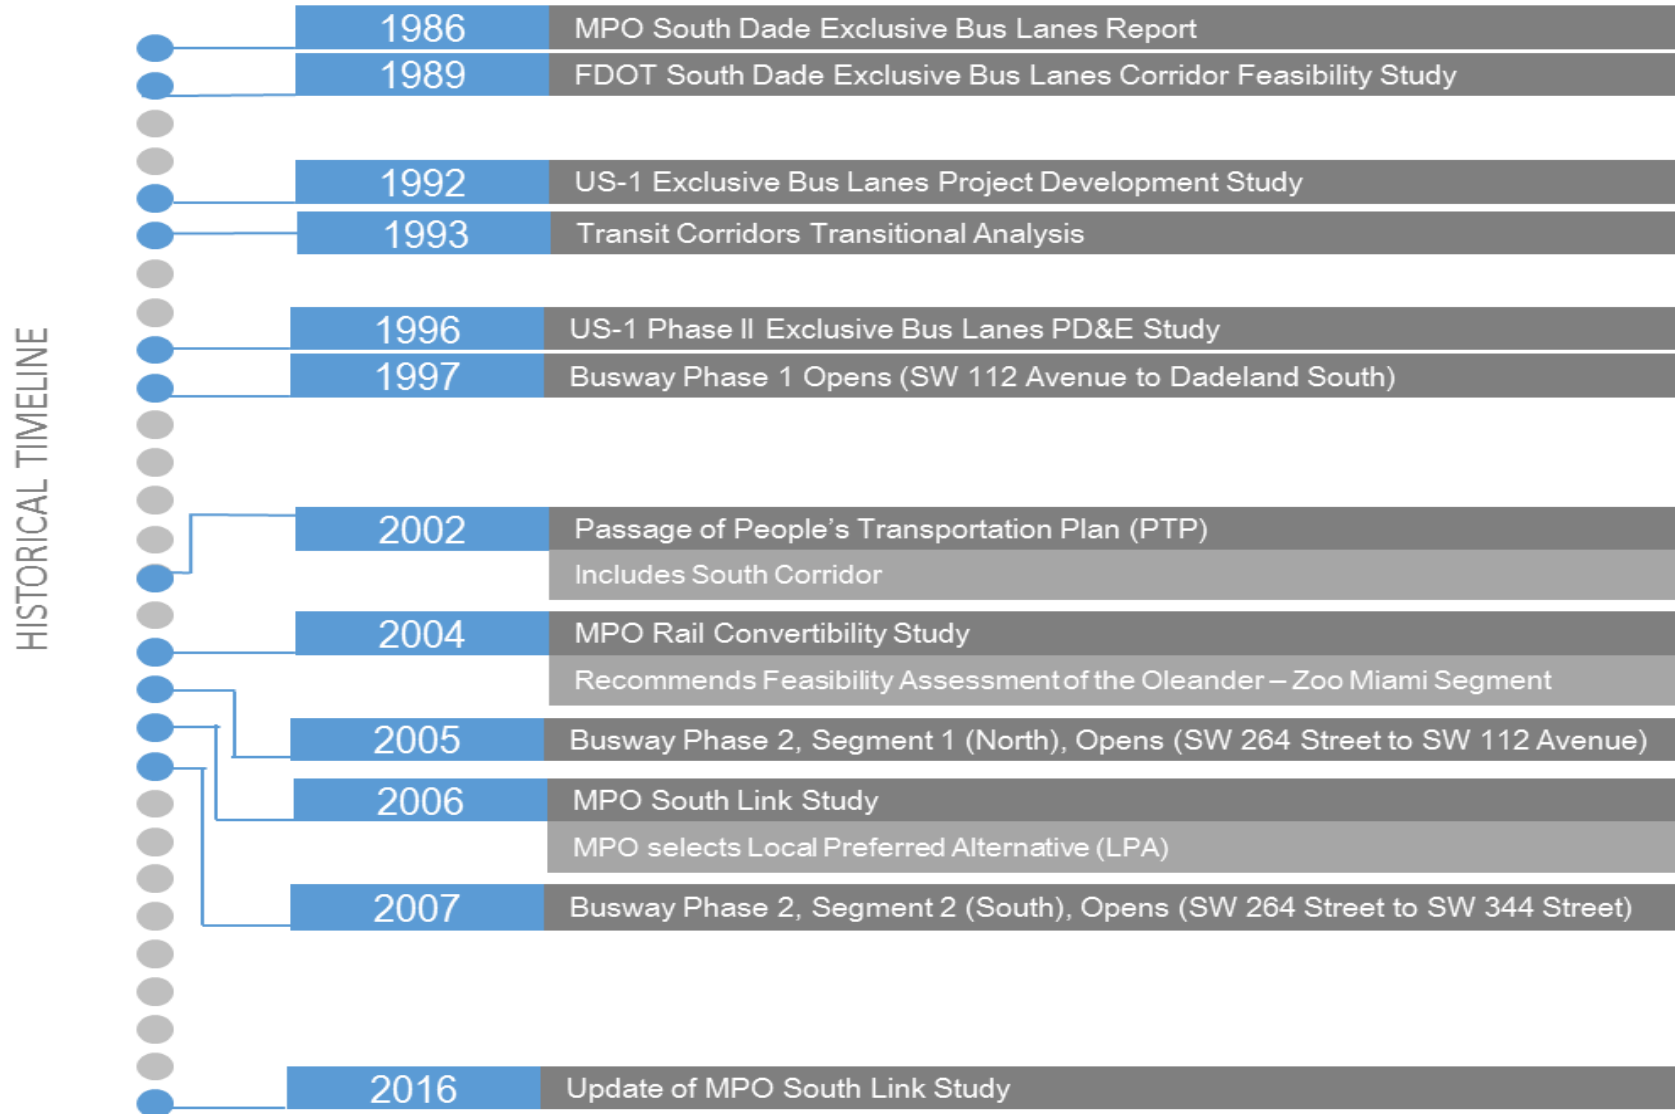 HISTORICAL TIMELINE
1986 MPO South Dade Exclusive Bus Lanes Report
1989 FDOT South Dade Exclusive Bus Lanes Corridor Feasibility Study
1992 US-1 Exclusive Bus Lanes Project Development Study
1993 Transit Corridors Transitional Analysis
1996 US-1 Phase II Exclusive Bus Lanes PD&E Study
1997 Busway Phase 1 Opens (SW 112 Avenue to Dadeland South)
2002 Passage of People’s Transportation Plan (PTP)
Includes South Corridor
2004 MPO Rail Convertibility Study
Recommends Feasibility Assessment of the Oleander – Zoo Miami Segment
2005 Busway Phase 2, Segment 1 (North), Opens (SW 264 Street to SW 112 Avenue)
2006 MPO South Link Study
MPO selects Local Preferred Alternative (LPA)
2007 Busway Phase 2, Segment 2 (South), Opens (SW 264 Street to SW 344 Street)
2016 Update of MPO South Link Study